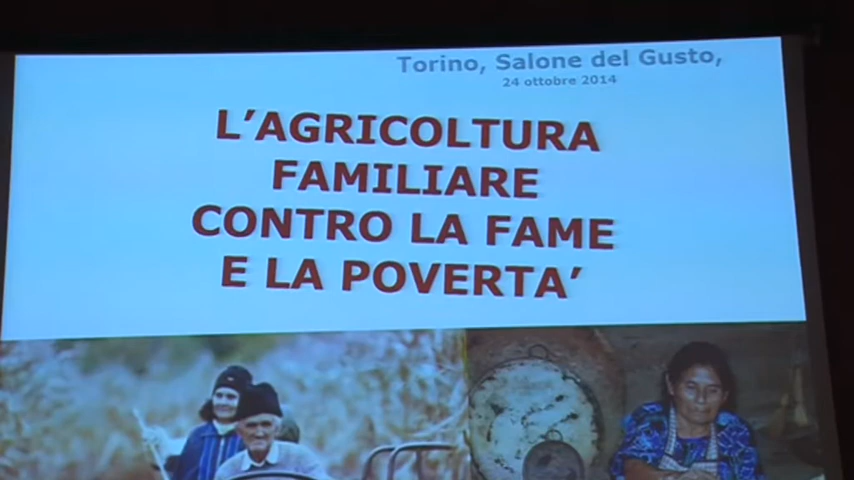 Torino, Salone del Gusto,
24 ottobre 2014
L’AGRICOLTURA
FAMILIARE
CONTRO LA FAME
E LA POVERTA’